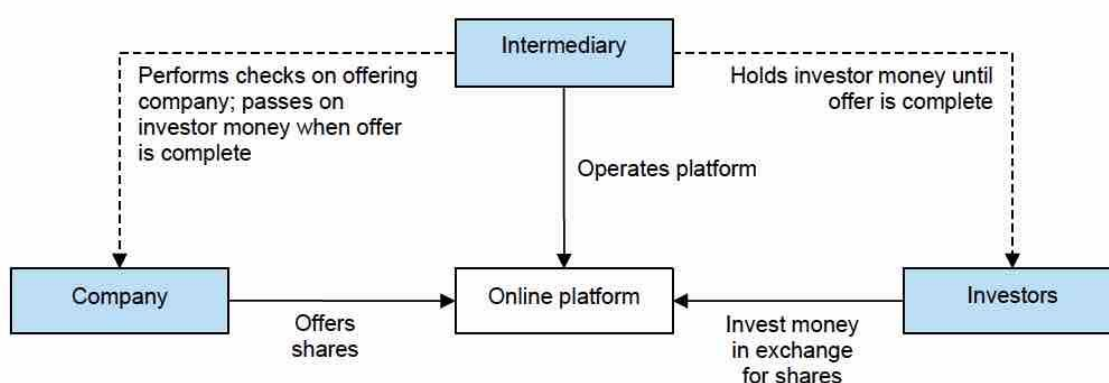 Intermediary
Performs checks on offering
company; passes on
investor money when offer
is complete
Holds investor money until
offer is complete
Operates platform
Company
Online platform
Investors
Offers
shares
Invest money
in exchange
for shares